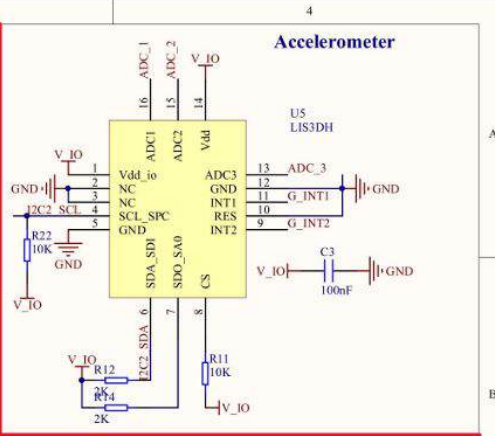 4
Accelerometer
ADC_1
ADC_2
V_IO
16
15
14
U5
LIS3DH
A
ADC1
ADC2
Vdd
V_IO
1
Vdd_io
ADC3
13
ADC_3
GND
2
NC
GND
12
GND
3
NC
INT1
11
G_INT1
I2C2_SCL
4
SCL_SPC
RES
10
5
GND
INT2
9
G_INT2
R22
10K
GND
V_IO
SDA_SDI
SDO_SA0
CS
V_IO
C3
100nF
GND
6
7
8
I2C2_SDA
V_IO
R12
2K
R14
2K
R11
10K
V_IO
B